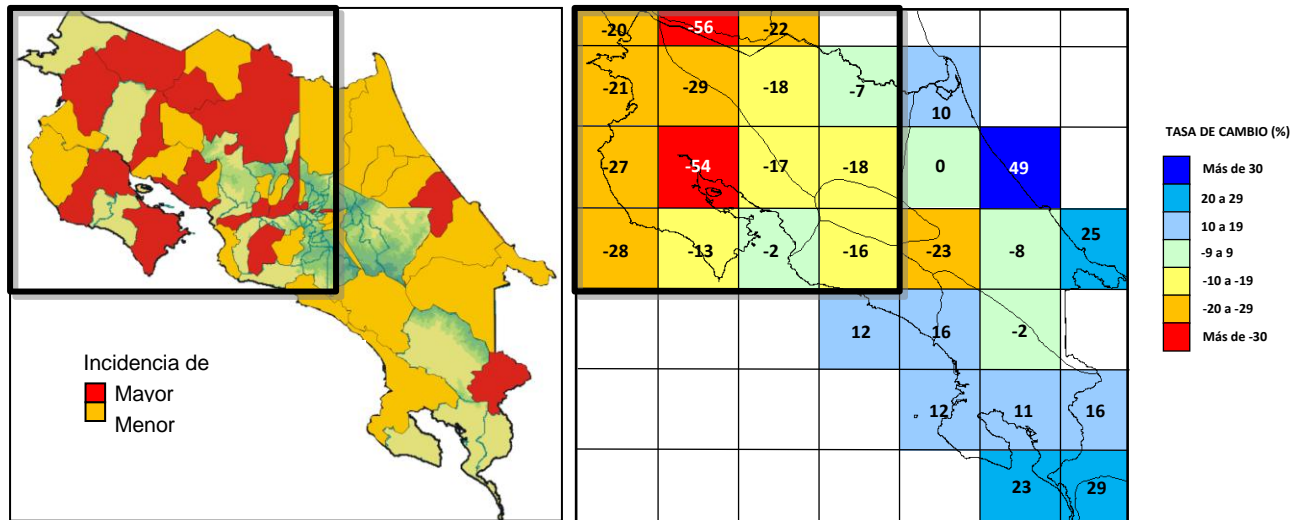 Incidencia de
Mayor
Menor
-20 -56 -22
-21 -29 -18 -7 10
-27 -54 -17 -18 0 49
-28 -13 -2 -16 -23 -8 25
12 16 -2
12 11 16
23 29
TASA DE CAMBIO (%)
Más de 30
20 a 29
10 a 19
-9 a 9
-10 a -19
-20 a -29
Más de -30